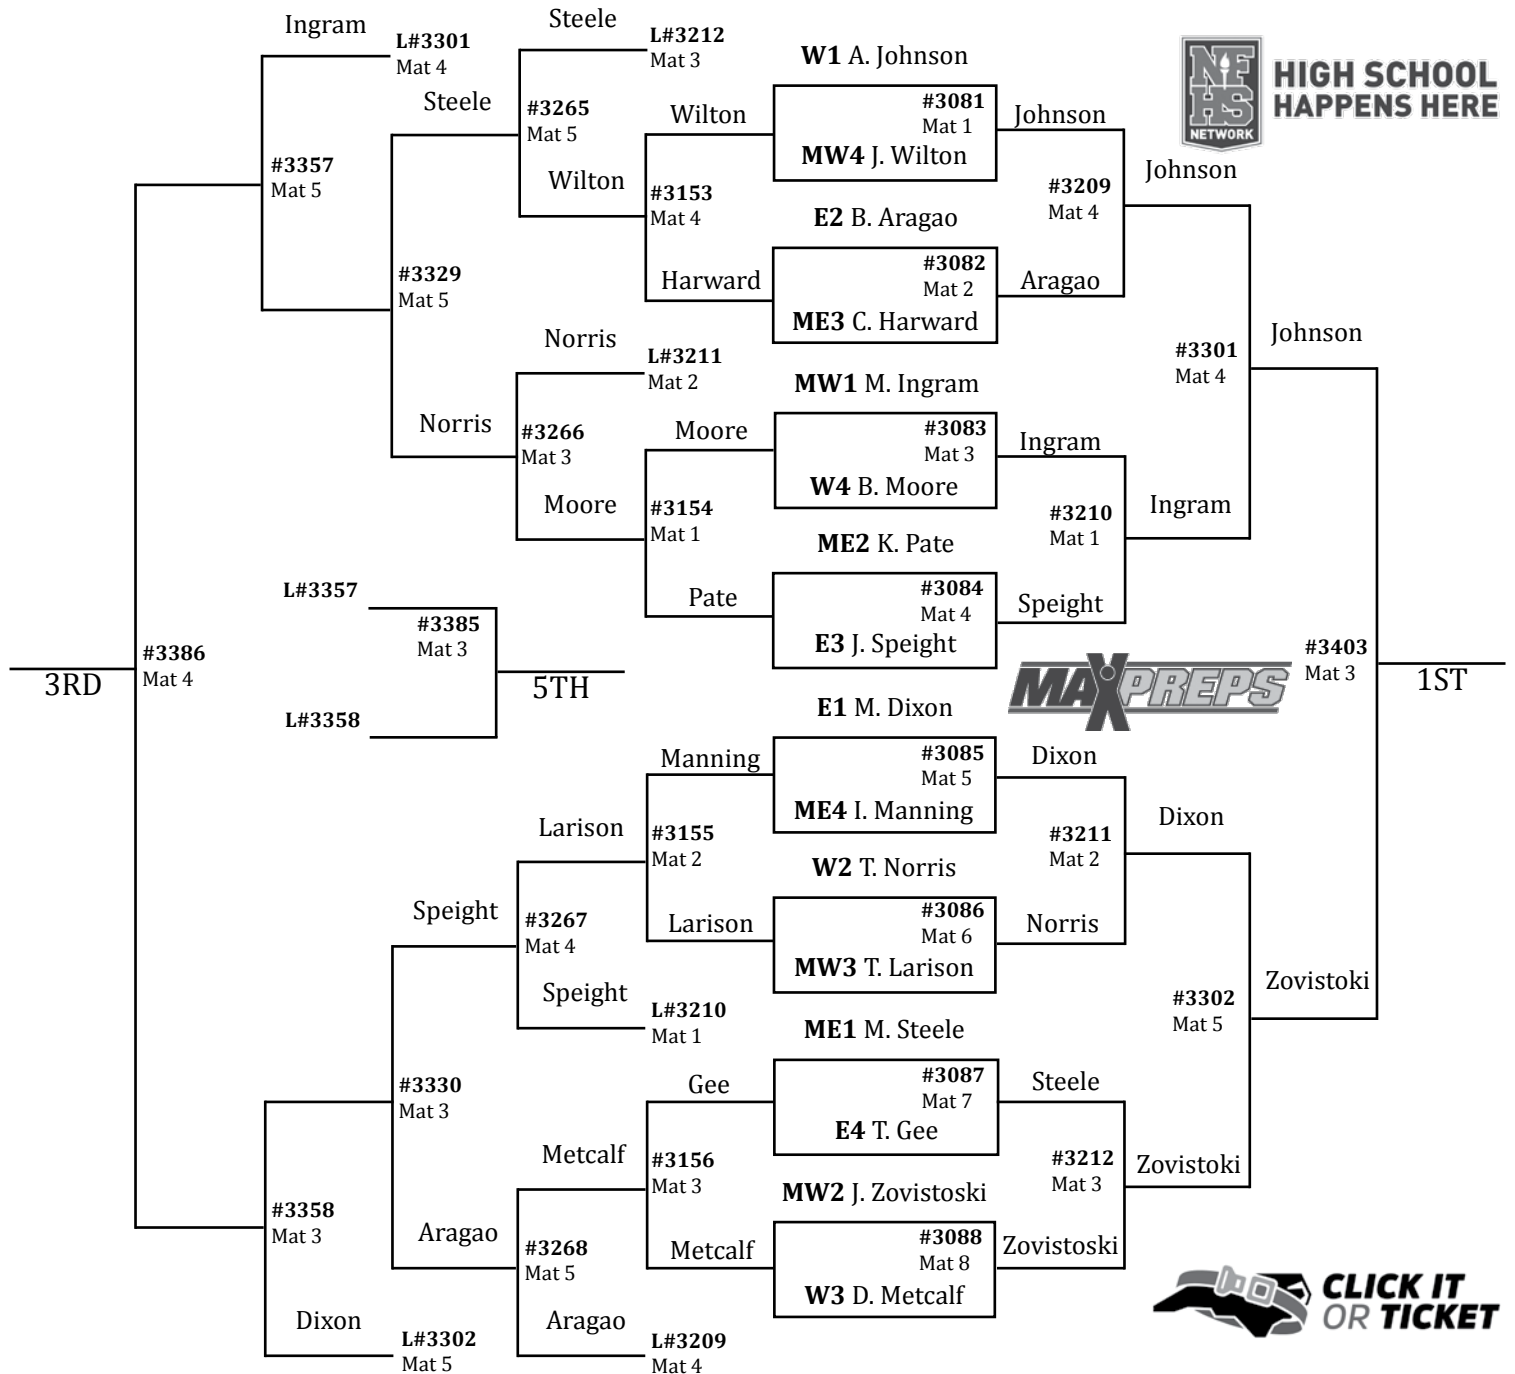 Ingram
L#3301
Mat 4
Steele
L#3212
Mat 3
W1 A. Johnson
NFHS
NETWORK
HIGH SCHOOL
HAPPENS HERE
Steele
#3265
Mat 5
Wilton
#3081
Mat 1
Johnson
MW4 J. Wilton
#3357
Mat 5
Wilton
#3153
Mat 4
#3209
Mat 4
Johnson
E2 B. Aragao
#3329
Mat 5
Harward
#3082
Mat 2
Aragao
ME3 C. Harward
Norris
L#3211
Mat 2
#3301
Mat 4
Johnson
MW1 M. Ingram
Norris
#3266
Mat 3
Moore
#3083
Mat 3
Ingram
W4 B. Moore
Moore
#3154
Mat 1
#3210
Mat 1
Ingram
ME2 K. Pate
L#3357
Pate
#3084
Mat 4
Speight
#3385
Mat 3
E3 J. Speight
#3386
Mat 4
3RD
5TH
L#3358
MAXPREPS
#3403
Mat 3
1ST
E1 M. Dixon
Manning
#3085
Mat 5
Dixon
ME4 I. Manning
Larison
#3155
Mat 2
#3211
Mat 2
Dixon
W2 T. Norris
Speight
#3267
Mat 4
Larison
#3086
Mat 6
Norris
MW3 T. Larison
Speight
L#3210
Mat 1
#3302
Mat 5
Zovistoki
ME1 M. Steele
#3330
Mat 3
Gee
#3087
Mat 7
Steele
E4 T. Gee
Metcalf
#3156
Mat 3
#3212
Mat 3
Zovistoki
MW2 J. Zovistoski
#3358
Mat 3
Aragao
#3268
Mat 5
Metcalf
#3088
Mat 8
Zovistoski
W3 D. Metcalf
Dixon
L#3302
Mat 5
Aragao
L#3209
Mat 4
CLICK IT
OR TICKET